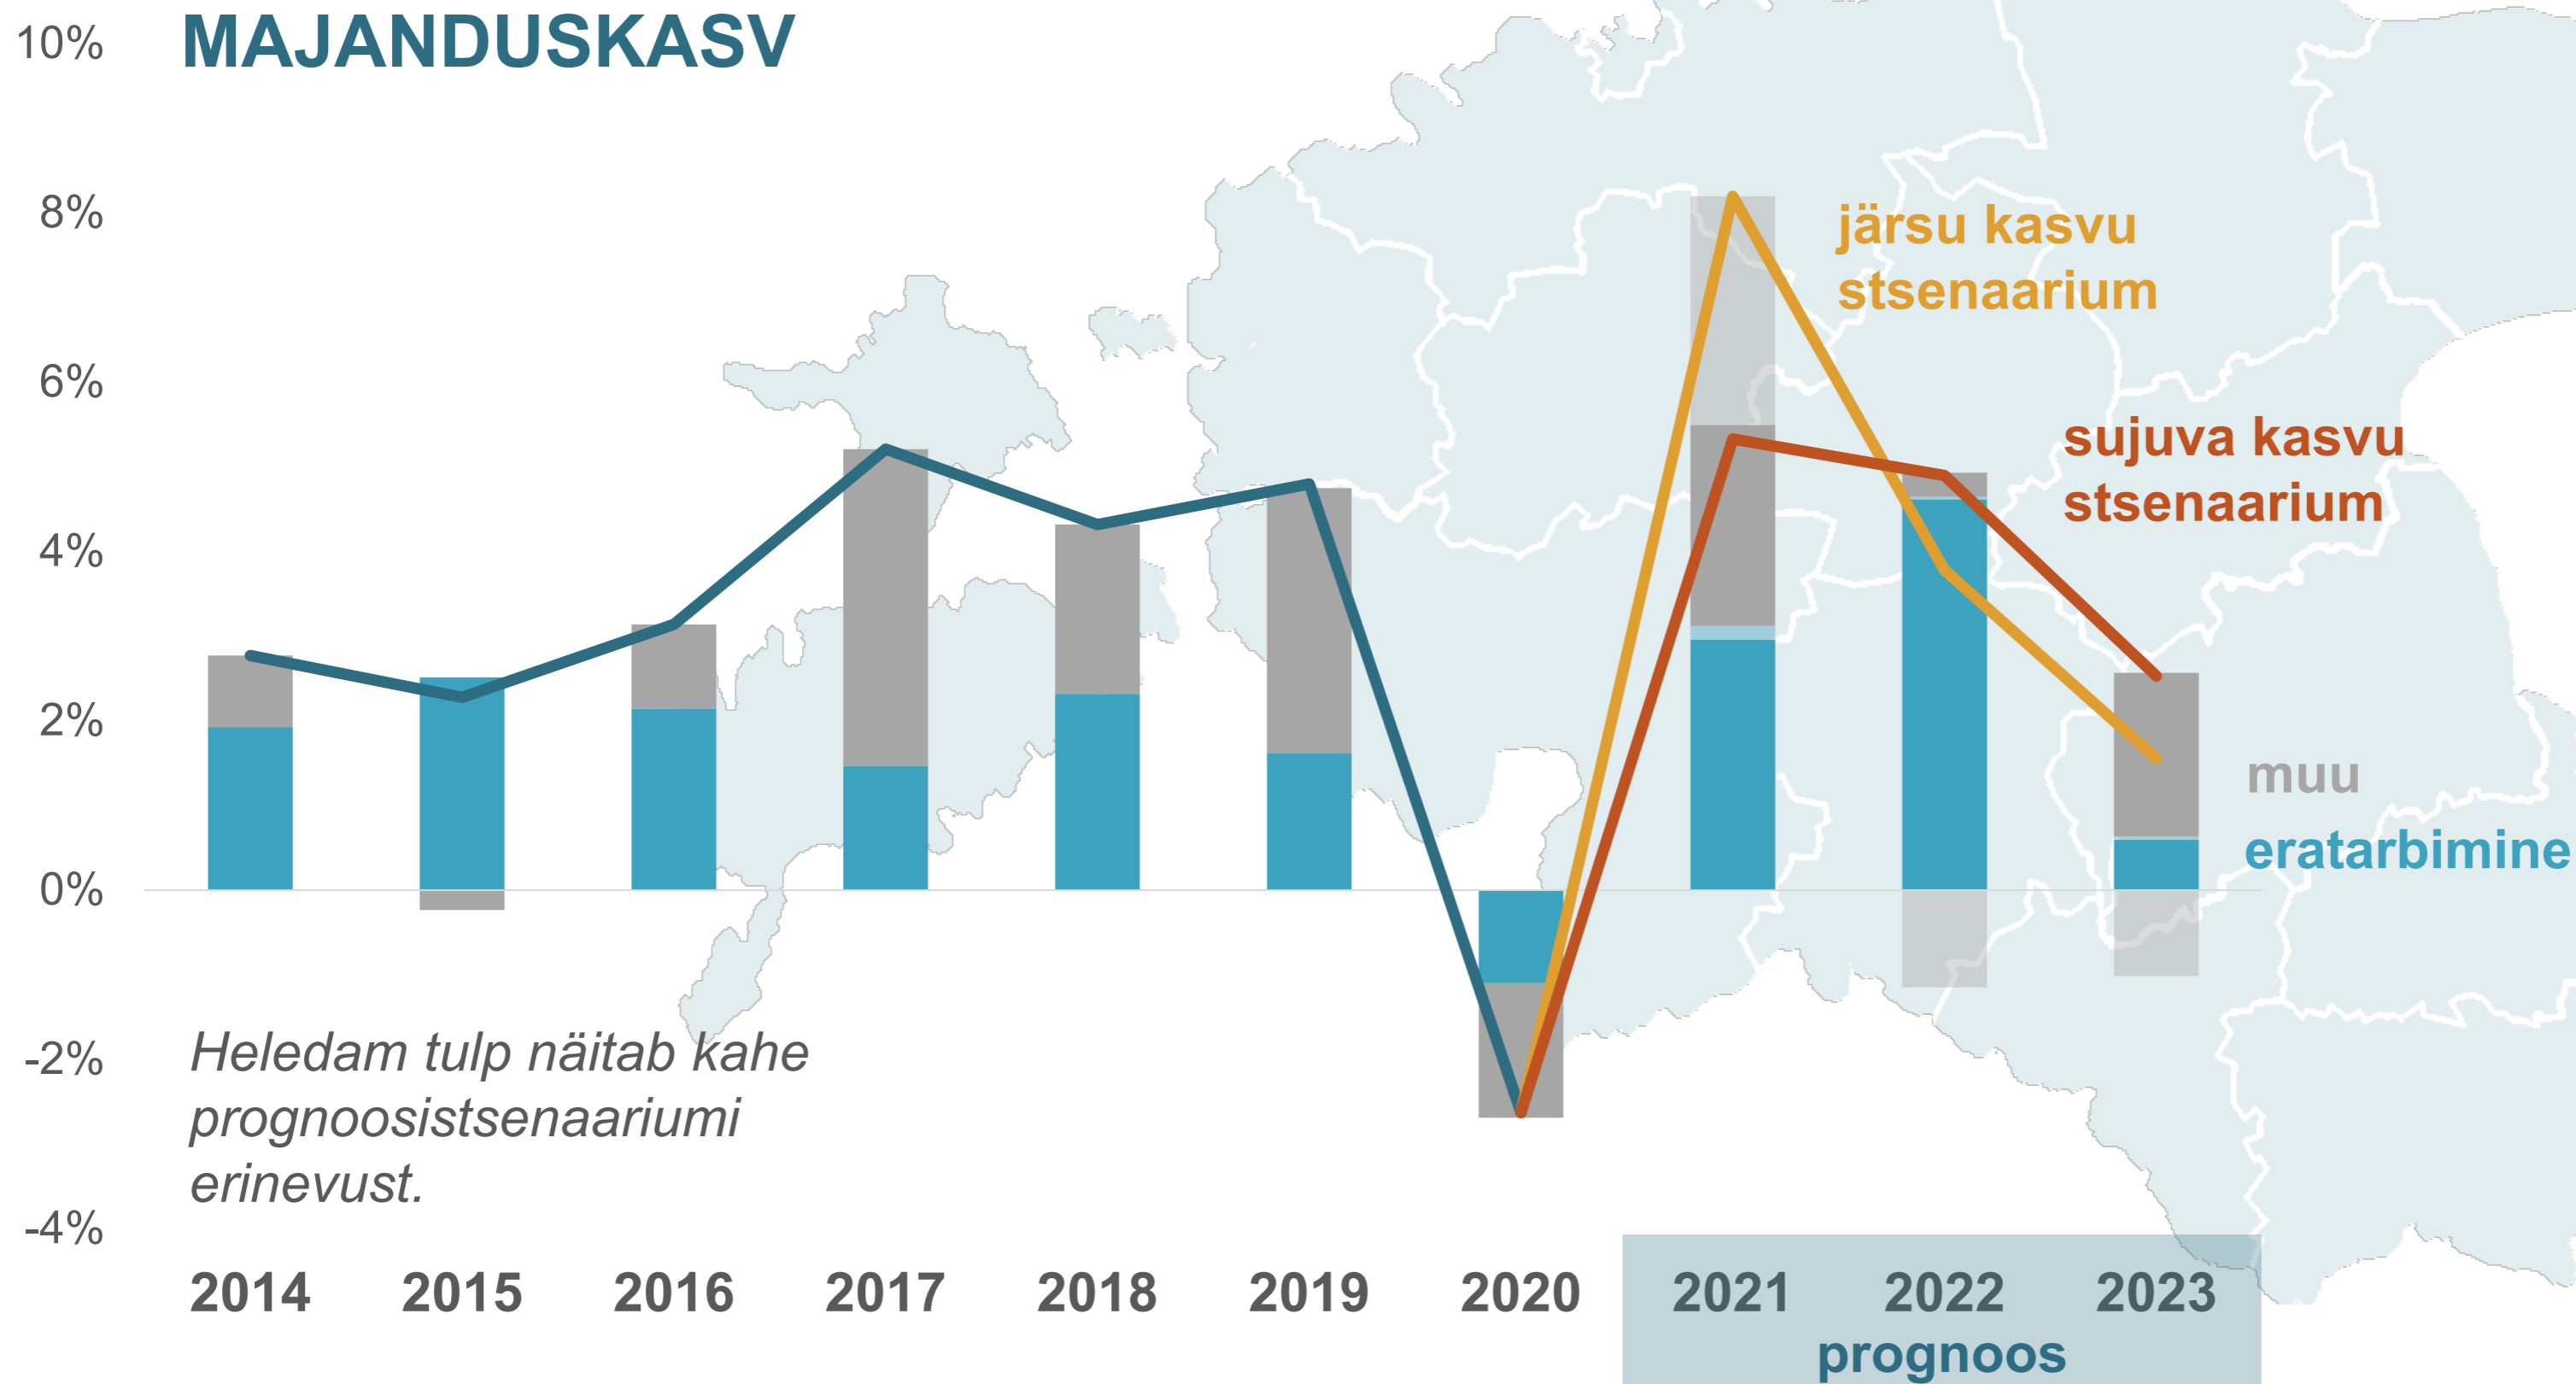 MAJANDUSKASV
10%
8%
6%
4%
2%
0%
-2%
-4%
järsu kasvu
stsenaarium
sujuva kasvu
stsenaarium
muu
eratarbimine
Heledam tulp näitab kahe
prognoosistsenaariumi
erinevust.
2014 2015 2016 2017 2018 2019 2020 2021 2022 2023
prognoos